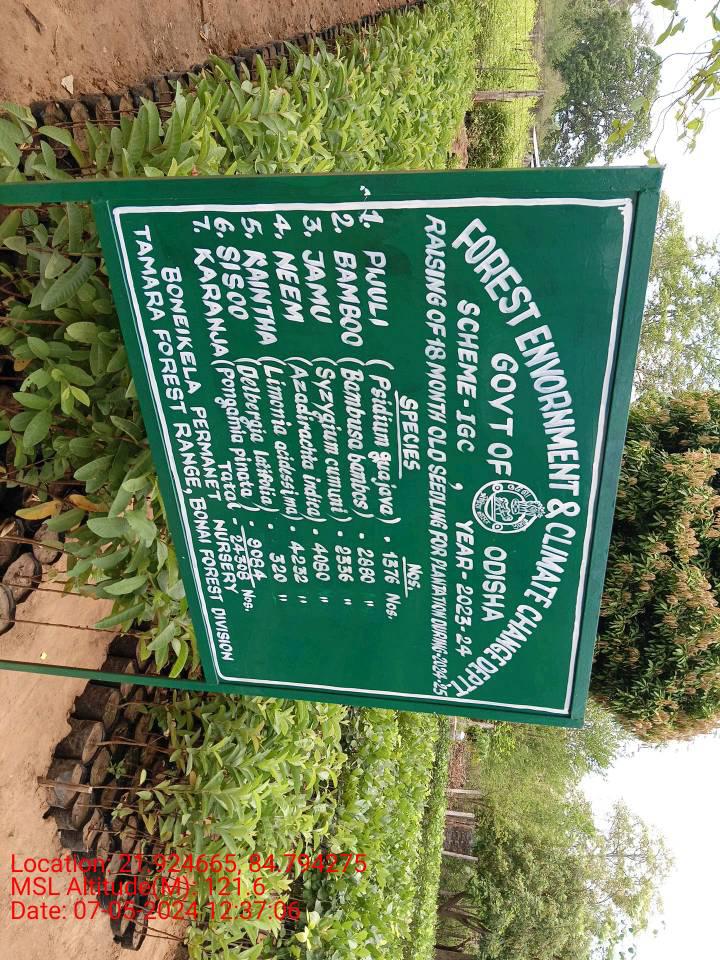 FOREST ENVORNMENT & CLIMATE CHANGE DEPTT.
GOVT OF ODISHA
SCHEME-IGC, YEAR-2023-24
RAISING OF 18 MONTH OLD SEEDLING FOR PLANTATION DURING-2024-25
SPECIES Nos.
1. PIJULI (Psidium guajava) - 1376 Nos.
2. BAMBOO (Bambusa bambos) - 2880 "
3. JAMU (Syzygium cumuni) - 2336 "
4. NEEM (Azadirachta indica) - 4080 "
5. KAINTHA (Limonia acidessima) - 4232 "
6. SISOO (Delbergia latifolia) - 320 "
7. KARANJA (Pongamia pinata) - 9084
Total - 24308 Nos.
BONEIKELA PERMANET NURSERY
TAMARA FOREST RANGE, BONAI FOREST DIVISION
Location: 21.924665, 84.794275
MSL Altitude(M): 121.6
Date: 07-05-2024 12:37:06